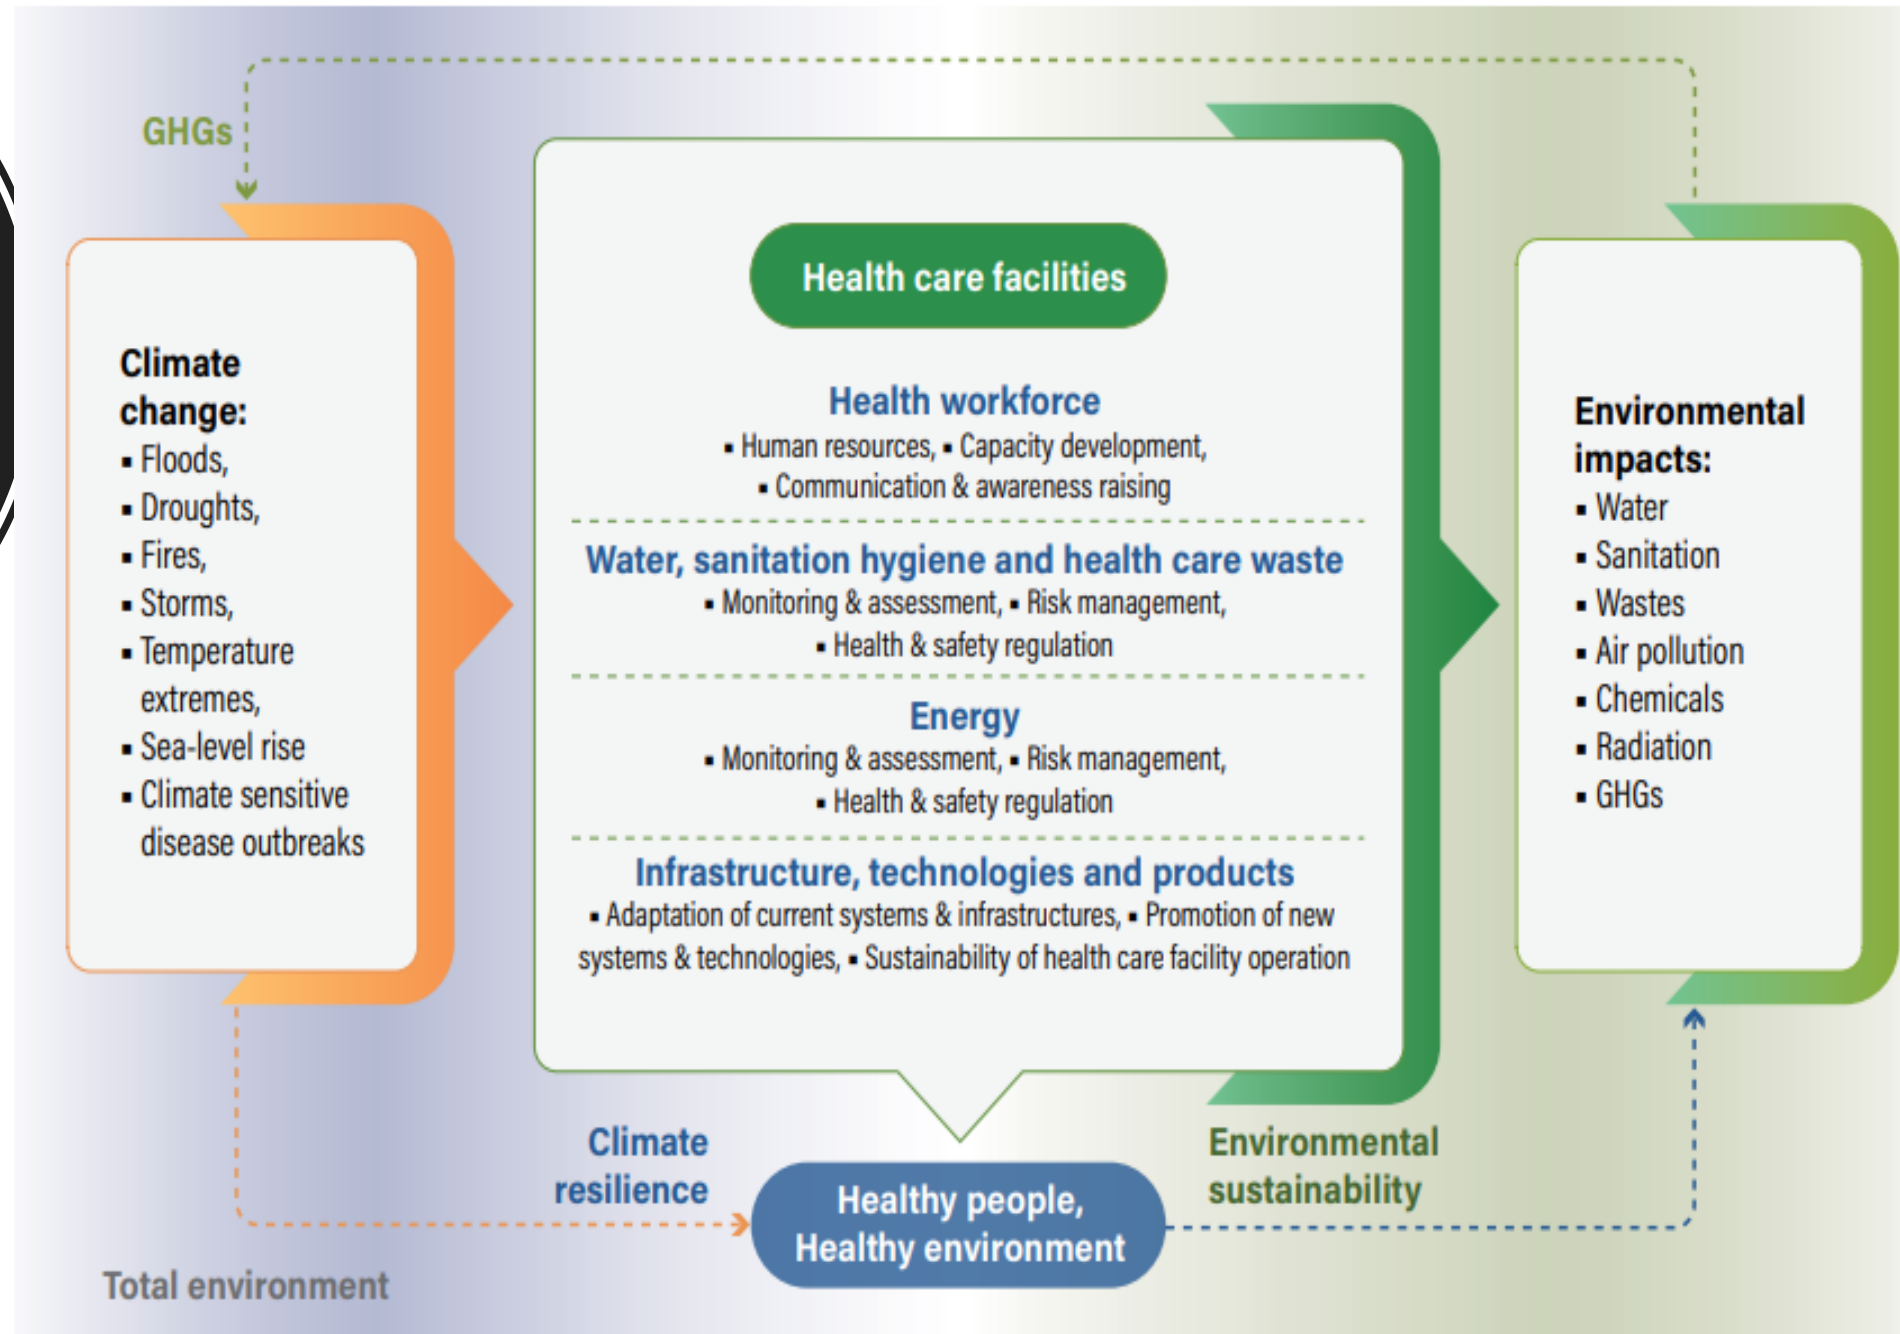 GHGs
Climate
change:
▪ Floods,
▪ Droughts,
▪ Fires,
▪ Storms,
▪ Temperature
extremes,
▪ Sea-level rise
▪ Climate sensitive
disease outbreaks
Health care facilities
Health workforce
▪ Human resources, ▪ Capacity development,
▪ Communication & awareness raising
Water, sanitation hygiene and health care waste
▪ Monitoring & assessment, ▪ Risk management,
▪ Health & safety regulation
Energy
▪ Monitoring & assessment, ▪ Risk management,
▪ Health & safety regulation
Infrastructure, technologies and products
▪ Adaptation of current systems & infrastructures, ▪ Promotion of new
systems & technologies, ▪ Sustainability of health care facility operation
Environmental
impacts:
▪ Water
▪ Sanitation
▪ Wastes
▪ Air pollution
▪ Chemicals
▪ Radiation
▪ GHGs
Climate
resilience
Healthy people,
Healthy environment
Environmental
sustainability
Total environment